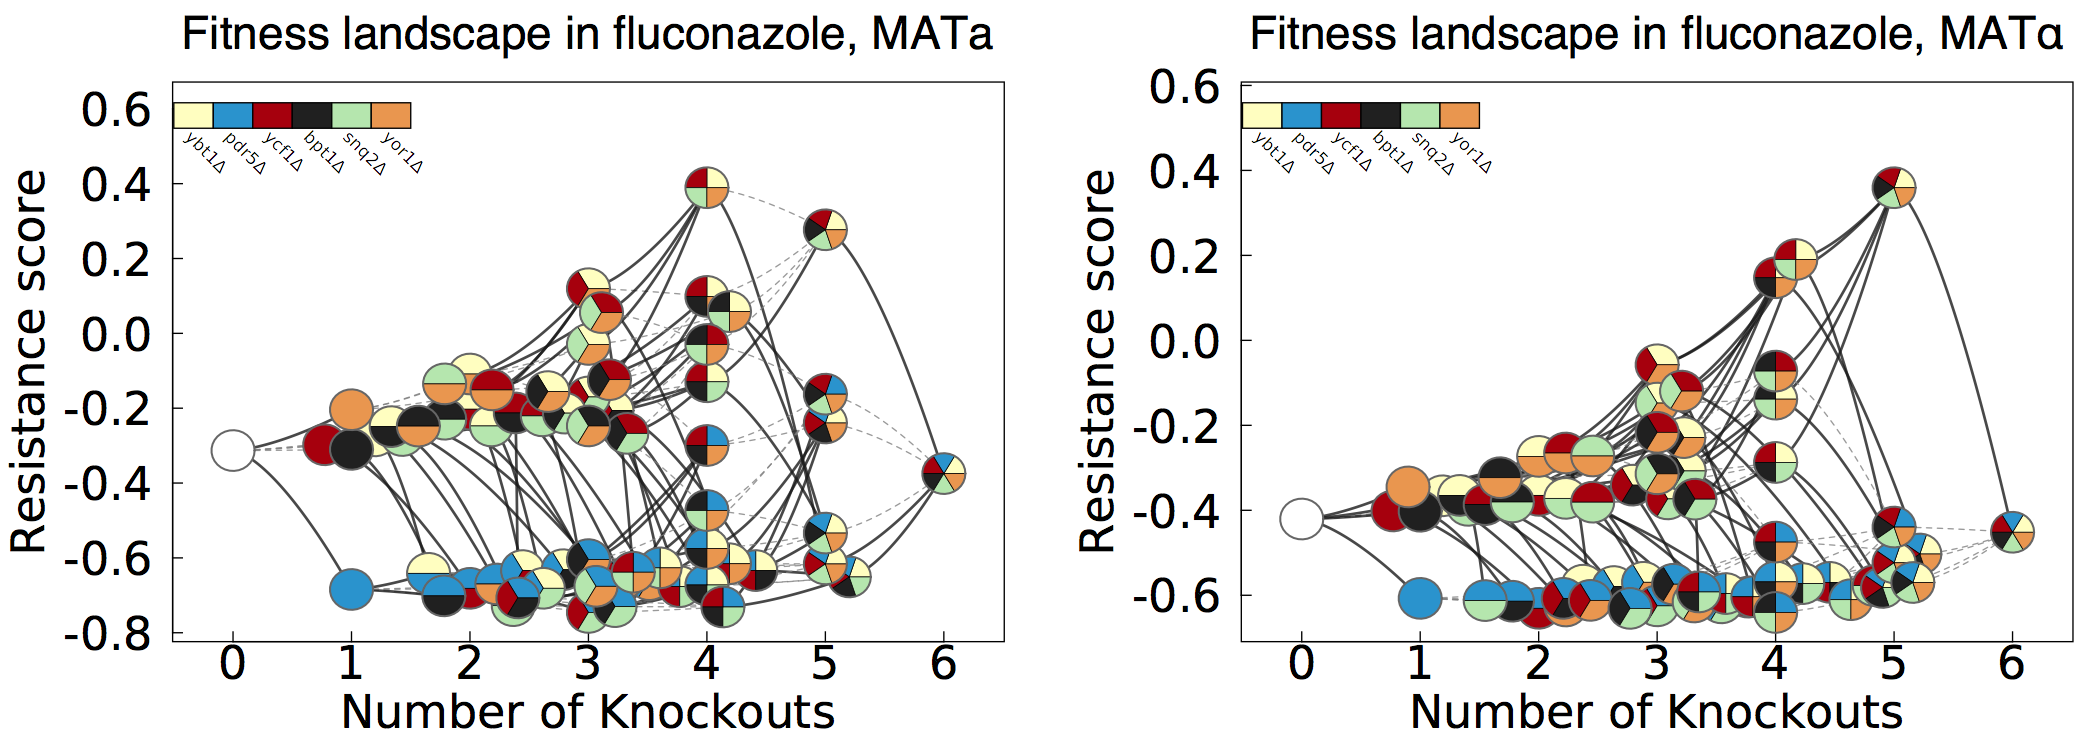 Fitness landscape in fluconazole, MATa
0.6
0.4
0.2
0.0
-0.2
-0.4
-0.6
-0.8
Resistance score
ybt1Δ pdr5Δ ycf1Δ bpt1Δ snq2Δ yor1Δ
0 1 2 3 4 5 6
Number of Knockouts
Fitness landscape in fluconazole, MATα
0.6
0.4
0.2
0.0
-0.2
-0.4
-0.6
Resistance score
ybt1Δ pdr5Δ ycf1Δ bpt1Δ snq2Δ yor1Δ
0 1 2 3 4 5 6
Number of Knockouts